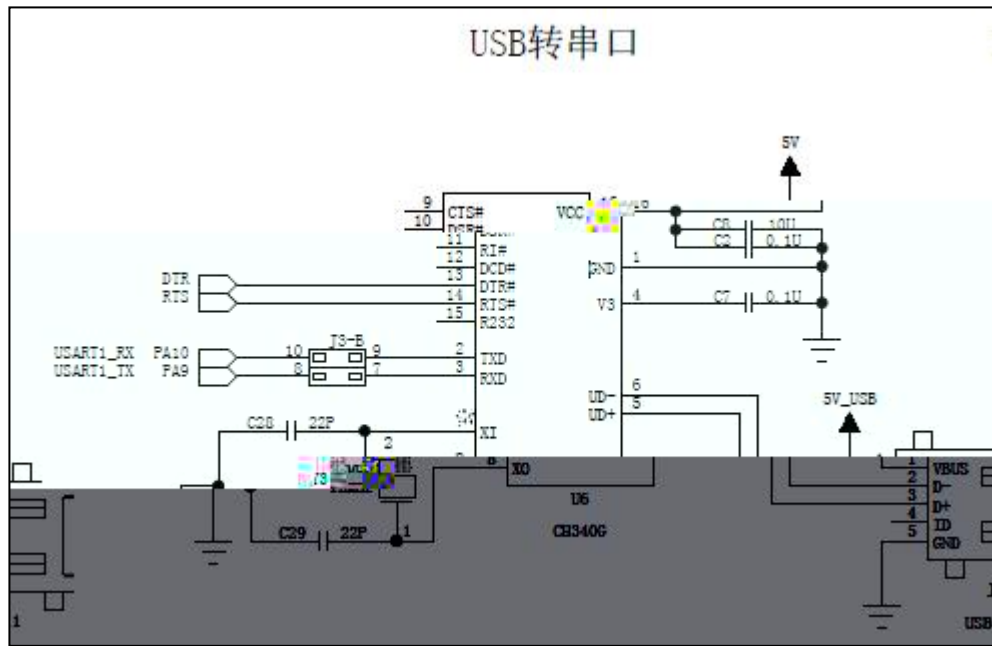 USB转串口
5V
9 CTS# VCC 16
10 DSR# C8 10U
11 RI# C2 0.1U
12 DCD# GND 1
DTR 13 DTR#
RTS 14 RTS# V3 4 C7 0.1U
15 R232
J3-B
USART1_RX PA10 10 9 2 TXD
USART1_TX PA9 8 7 3 RXD
UD- 6
UD+ 5 5V_USB
C28 22P XI
2
8 XO 1 VBUS
2 D-
U6 3 D+
C29 22P 1 CH340G 4 ID
5 GND
1 USB